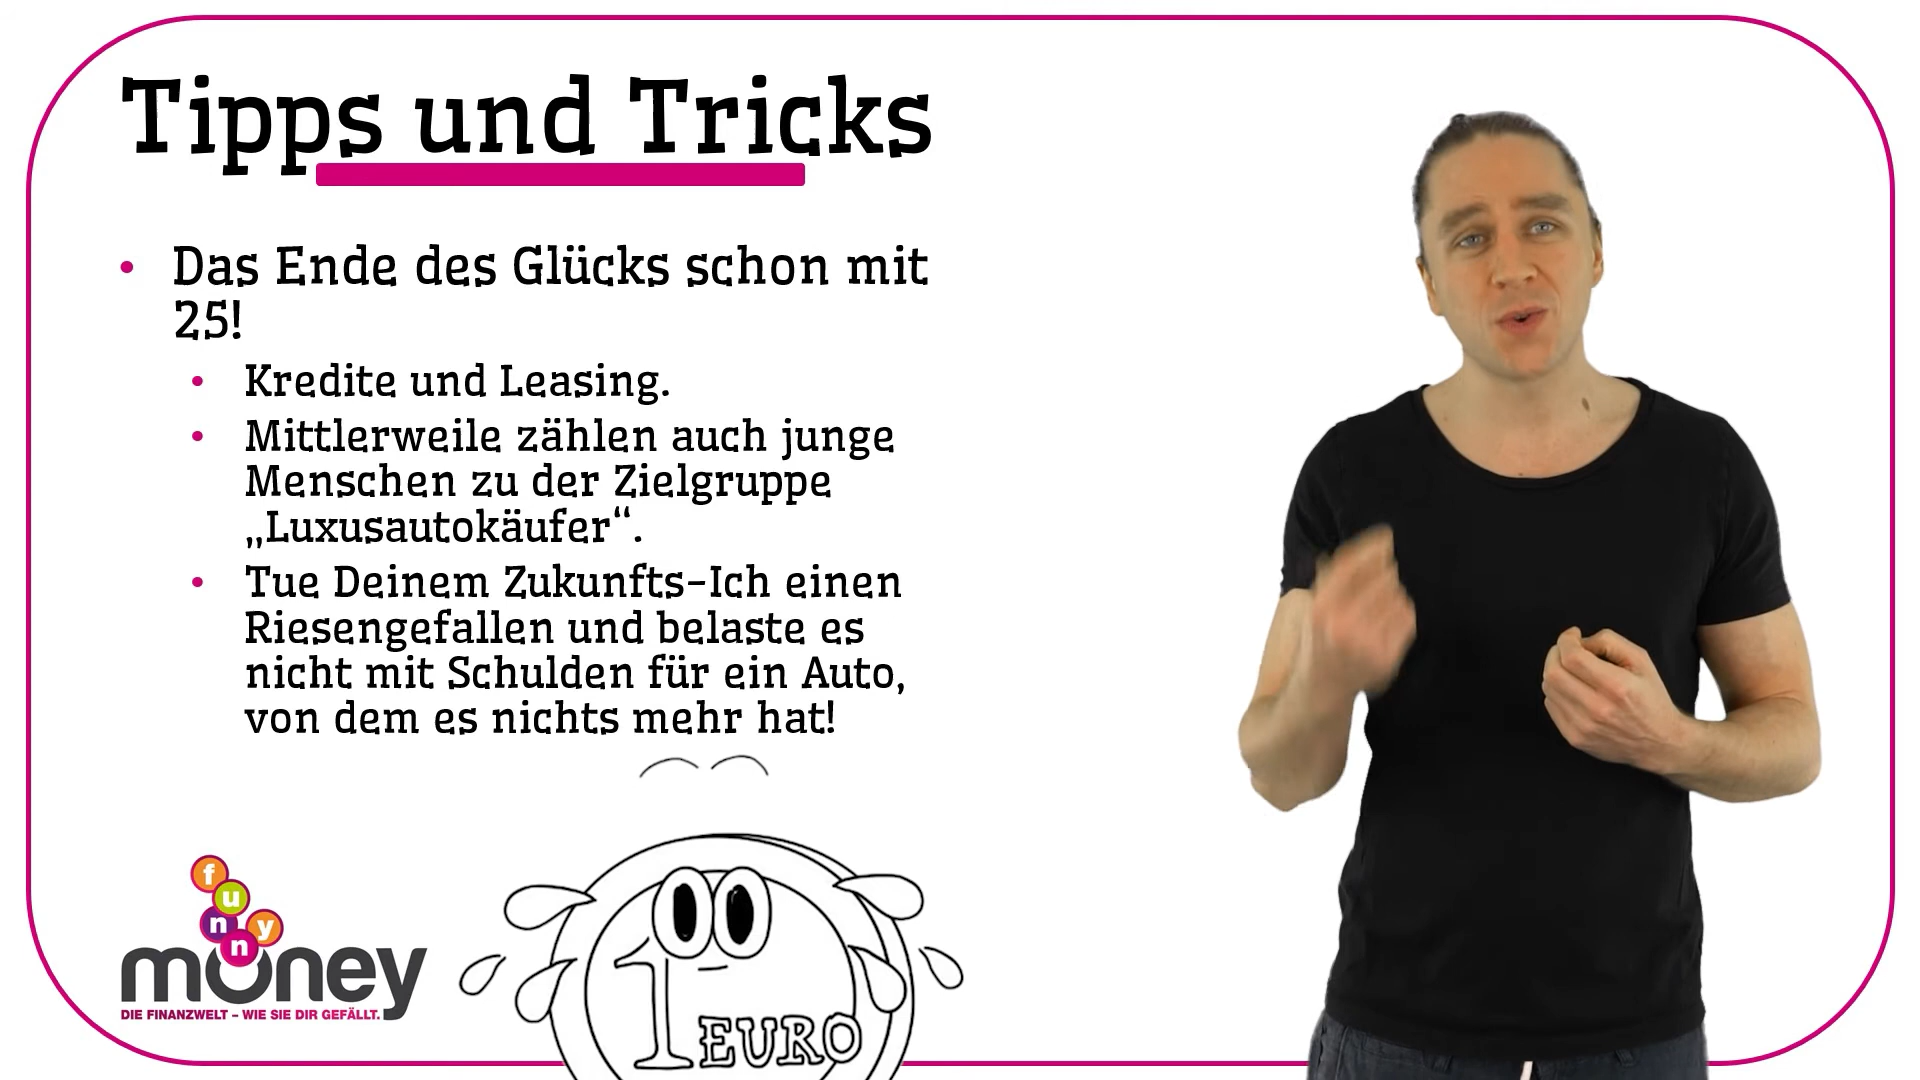 Tipps und Tricks
• Das Ende des Glücks schon mit
25!
• Kredite und Leasing.
• Mittlerweile zählen auch junge
Menschen zu der Zielgruppe
„Luxusautokäufer“.
• Tue Deinem Zukunfts-Ich einen
Riesengefallen und belaste es
nicht mit Schulden für ein Auto,
von dem es nichts mehr hat!
funny
money
DIE FINANZWELT – WIE SIE DIR GEFÄLLT.
1 EURO